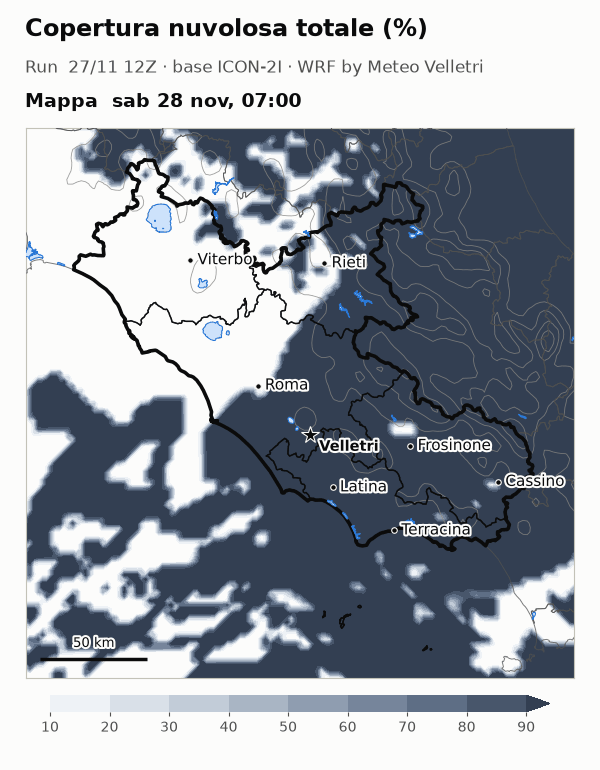 Copertura nuvolosa totale (%)
Run  27/11 12Z · base ICON-2I · WRF by Meteo Velletri
Mappa  sab 28 nov, 07:00
Viterbo
Rieti
Roma
Velletri
Frosinone
Latina
Cassino
Terracina
50 km
10 20 30 40 50 60 70 80 90